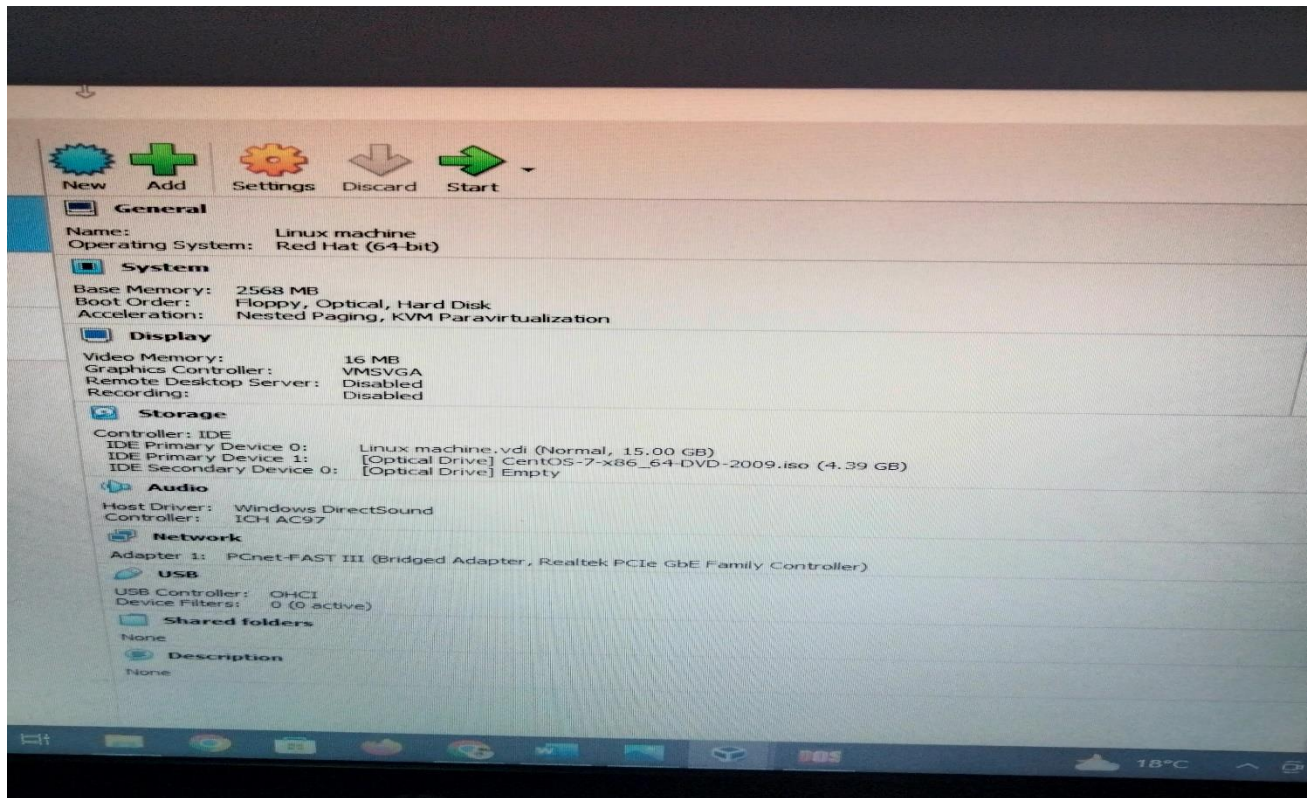 New Add Settings Discard Start
General
Name: Linux machine
Operating System: Red Hat (64-bit)
System
Base Memory: 2568 MB
Boot Order: Floppy, Optical, Hard Disk
Acceleration: Nested Paging, KVM Paravirtualization
Display
Video Memory: 16 MB
Graphics Controller: VMSVGA
Remote Desktop Server: Disabled
Recording: Disabled
Storage
Controller: IDE
IDE Primary Device 0: Linux machine.vdi (Normal, 15.00 GB)
IDE Primary Device 1: [Optical Drive] CentOS-7-x86_64-DVD-2009.iso (4.39 GB)
IDE Secondary Device 0: [Optical Drive] Empty
Audio
Host Driver: Windows DirectSound
Controller: ICH AC97
Network
Adapter 1: PCnet-FAST III (Bridged Adapter, Realtek PCIe GbE Family Controller)
USB
USB Controller: OHCI
Device Filters: 0 (0 active)
Shared folders
None
Description
None
W DOS 18°C